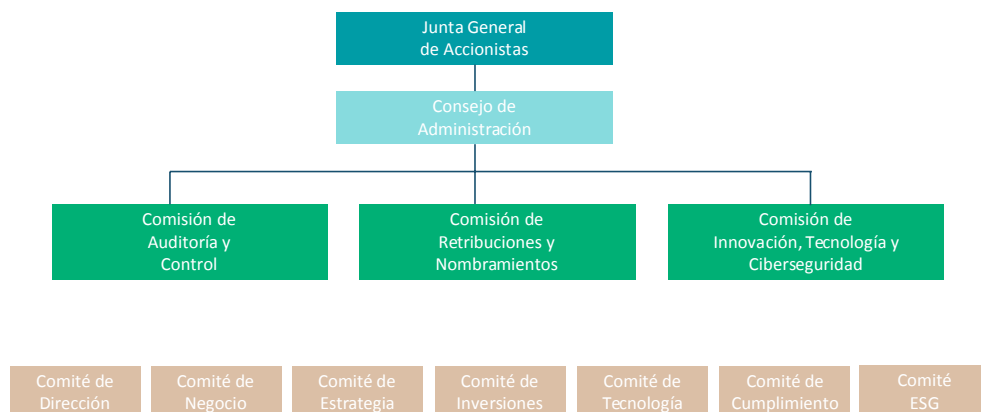 Junta General
de Accionistas
Consejo de
Administración
Comisión de
Auditoría y
Control
Comisión de
Retribuciones y
Nombramientos
Comisión de
Innovación, Tecnología y
Ciberseguridad
Comité de
Dirección
Comité de
Negocio
Comité de
Estrategia
Comité de
Inversiones
Comité de
Tecnología
Comité de
Cumplimiento
Comité
ESG